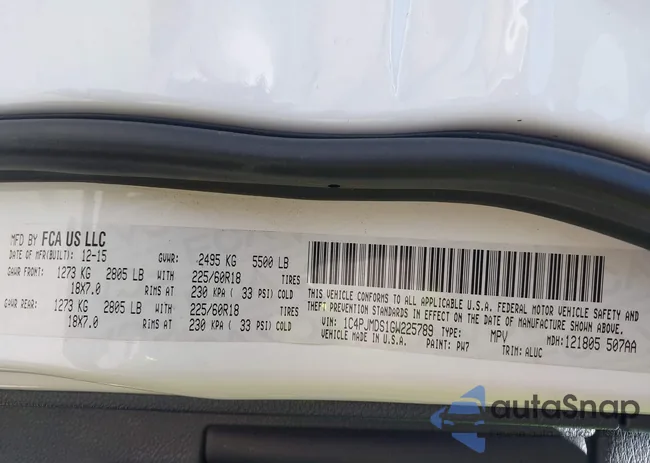 MFD BY FCA US LLC
DATE OF MFR(BUILT): 12-15 GVWR: 2495 KG 5500 LB
GAWR FRONT: 1273 KG 2805 LB WITH 225/60R18 TIRES
18X7.0 RIMS AT 230 KPA ( 33 PSI) COLD
GAWR REAR: 1273 KG 2805 LB WITH 225/60R18 TIRES
18X7.0 RIMS AT 230 KPA ( 33 PSI) COLD
THIS VEHICLE CONFORMS TO ALL APPLICABLE U.S.A. FEDERAL MOTOR VEHICLE SAFETY AND
THEFT PREVENTION STANDARDS IN EFFECT ON THE DATE OF MANUFACTURE SHOWN ABOVE.
VIN: 1C4PJMDS1GW225789 TYPE: MPV MDH: 121805 507AA
VEHICLE MADE IN U.S.A. PAINT: PW7 TRIM: ALUC
autoSnap